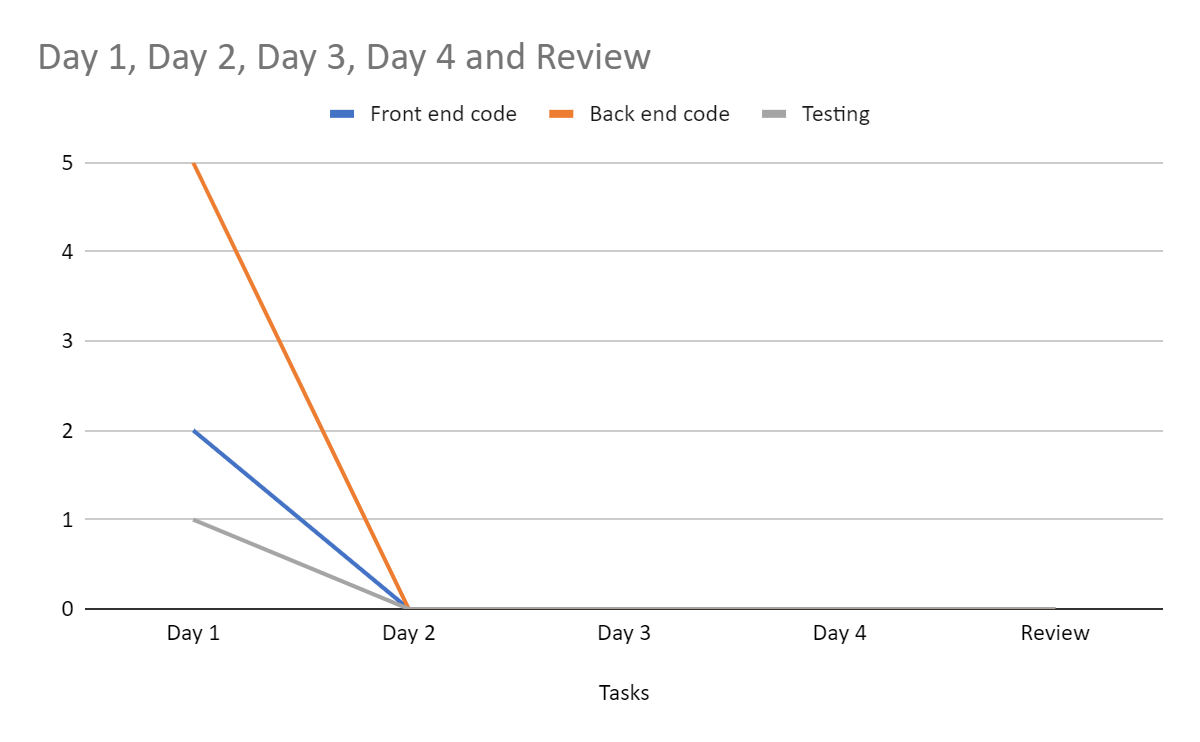 Day 1, Day 2, Day 3, Day 4 and Review
Front end code Back end code Testing
5
4
3
2
1
0
Day 1 Day 2 Day 3 Day 4 Review
Tasks